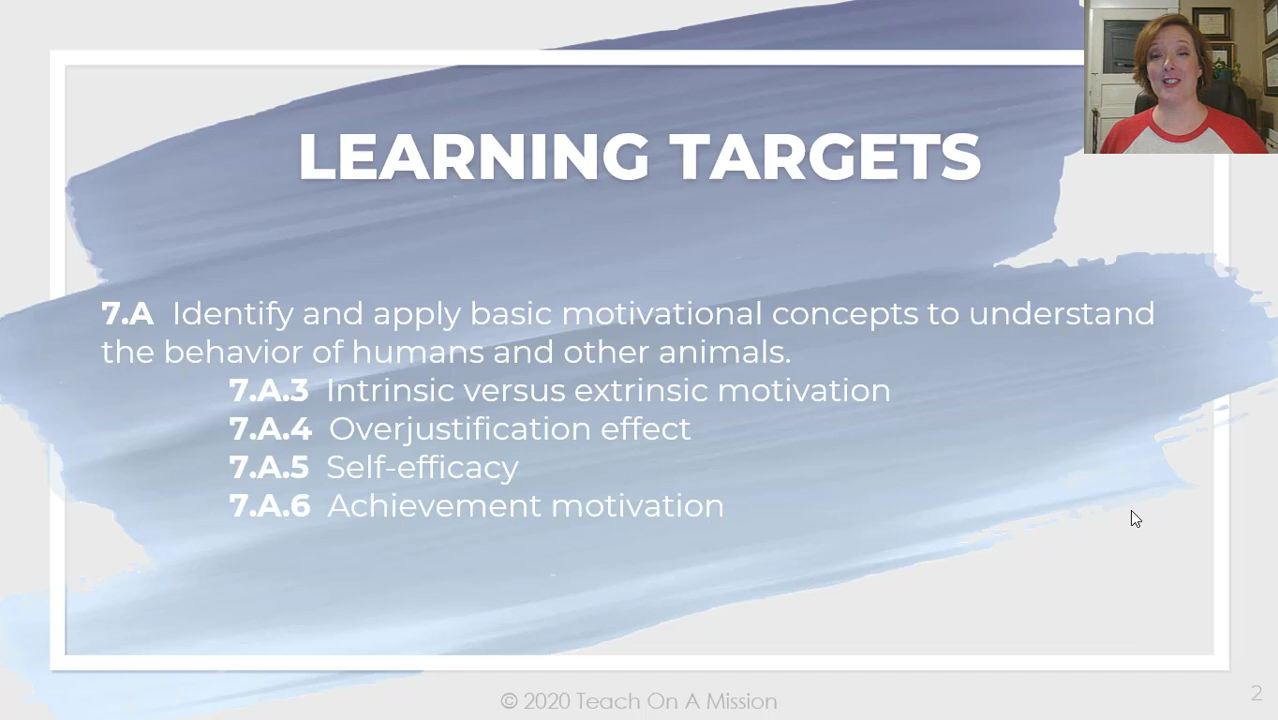 LEARNING TARGETS
7.A Identify and apply basic motivational concepts to understand
the behavior of humans and other animals.
7.A.3 Intrinsic versus extrinsic motivation
7.A.4 Overjustification effect
7.A.5 Self-efficacy
7.A.6 Achievement motivation
© 2020 Teach On A Mission
2